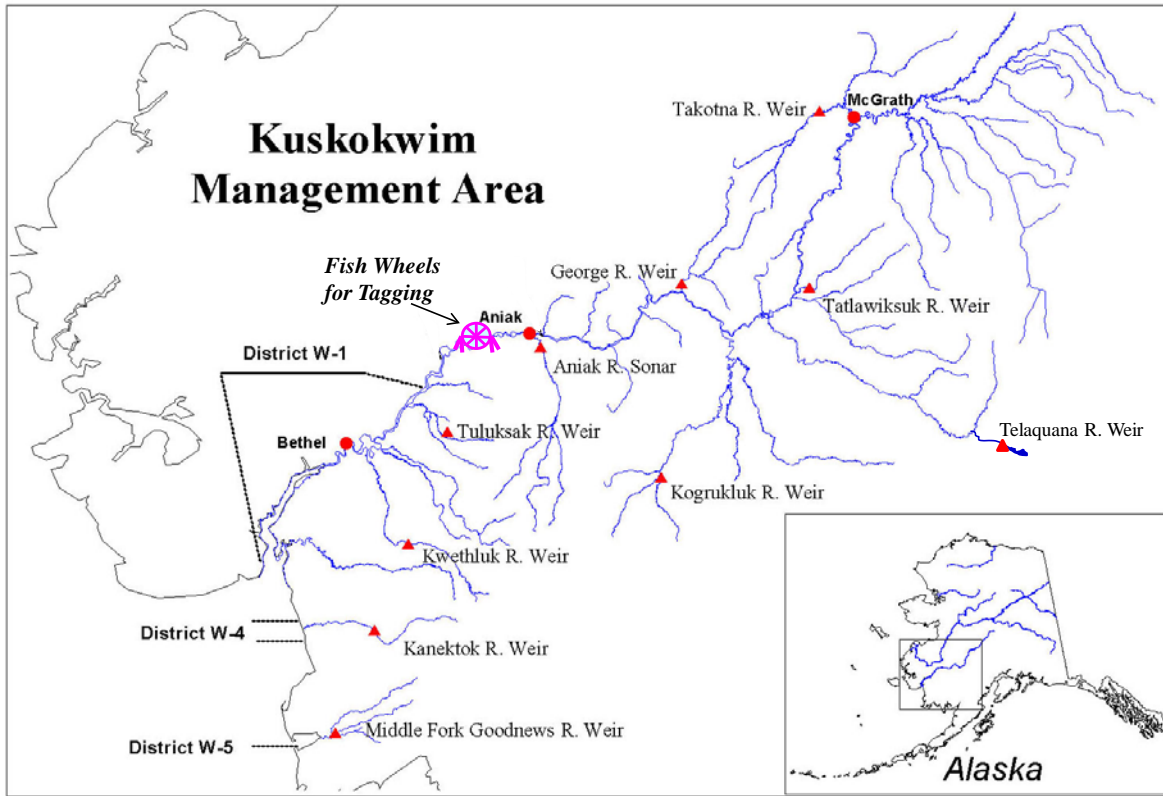 Kuskokwim
Management Area
McGrath
Takotna R. Weir
Fish Wheels
for Tagging
George R. Weir
Tatlawiksuk R. Weir
Aniak
Aniak R. Sonar
District W-1
Tuluksak R. Weir
Bethel
Telaquana R. Weir
Kogrukluk R. Weir
Kwethluk R. Weir
District W-4
Kanektok R. Weir
Middle Fork Goodnews R. Weir
District W-5
Alaska